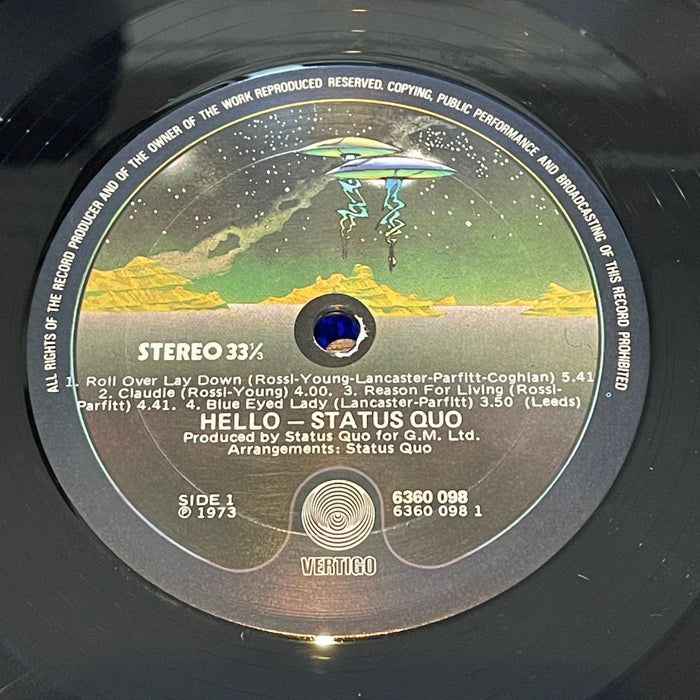 ALL RIGHTS OF THE RECORD PRODUCER AND OF THE OWNER OF THE WORK REPRODUCED RESERVED. COPYING, PUBLIC PERFORMANCE AND BROADCASTING OF THIS RECORD PROHIBITED
STEREO 33⅓
1. Roll Over Lay Down (Rossi-Young-Lancaster-Parfitt-Coghlan) 5.41
2. Claudie (Rossi-Young) 4.00. 3. Reason For Living (Rossi-
Parfitt) 4.41. 4. Blue Eyed Lady (Lancaster-Parfitt) 3.50 (Leeds)
HELLO – STATUS QUO
Produced by Status Quo for G.M. Ltd.
Arrangements: Status Quo
SIDE 1
℗ 1973
6360 098
6360 098 1
VERTIGO